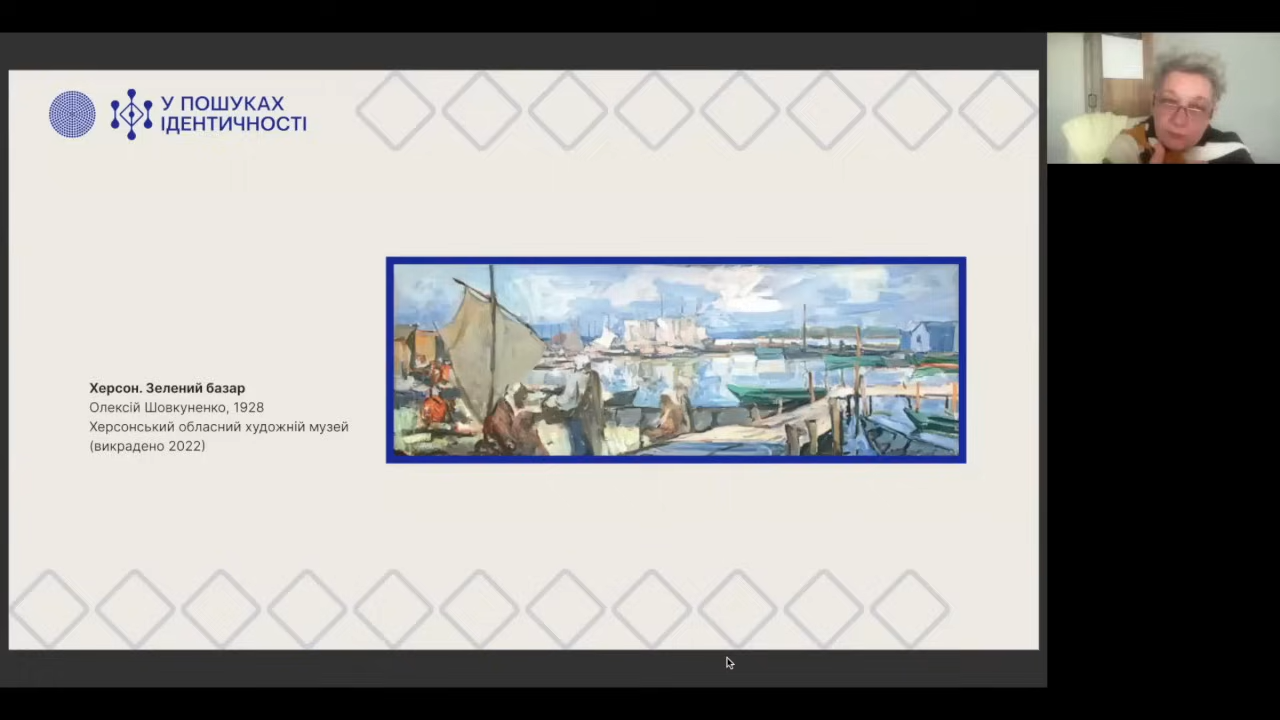 У ПОШУКАХ
ІДЕНТИЧНОСТІ
Херсон. Зелений базар
Олексій Шовкуненко, 1928
Херсонський обласний художній музей
(викрадено 2022)